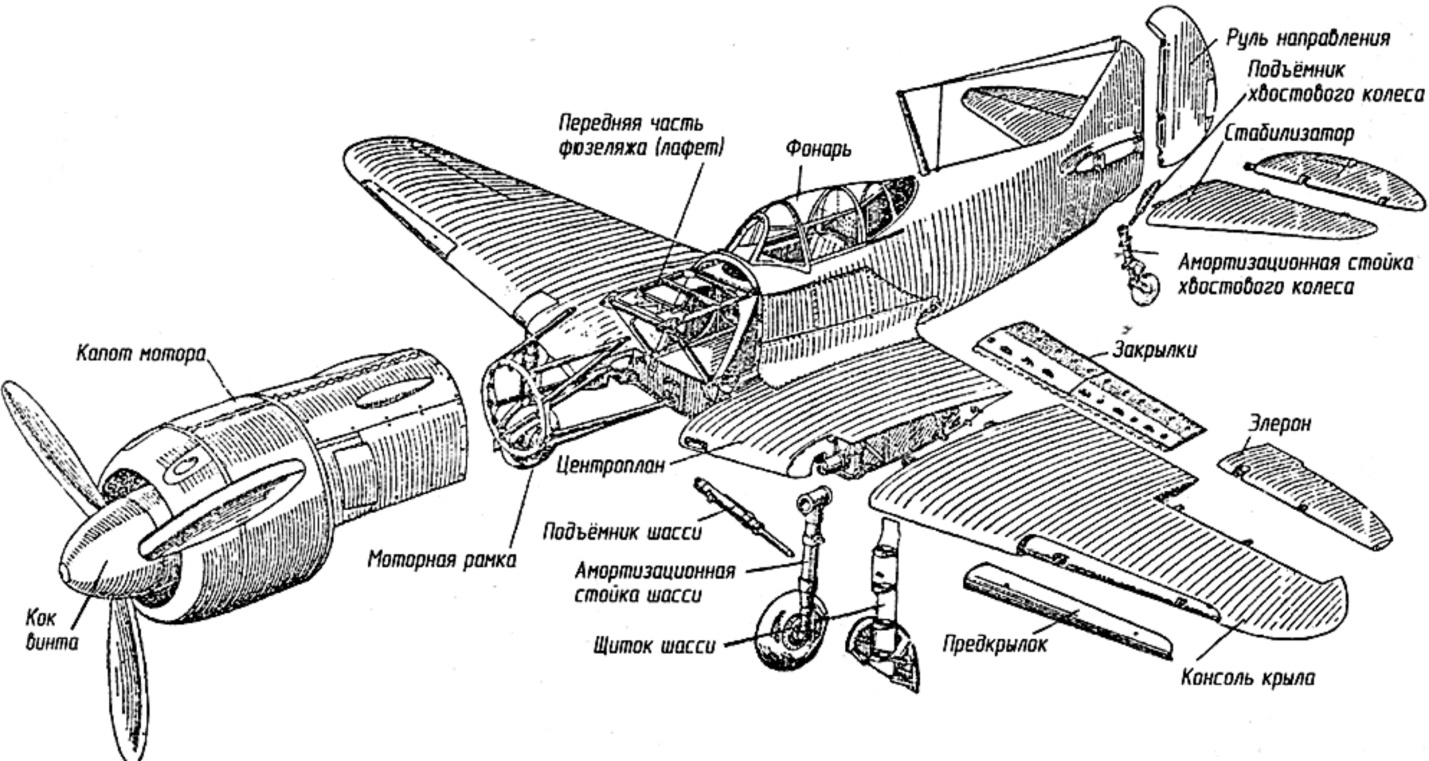 Руль направления
Подъёмник
хвостового колеса
Стабилизатор
Передняя часть
фюзеляжа (лафет)
Фонарь
Амортизационная стойка
хвостового колеса
Капот мотора
Закрылки
Элерон
Центроплан
Подъёмник шасси
Моторная рамка
Амортизационная
стойка шасси
Кок
винта
Щиток шасси
Предкрылок
Консоль крыла